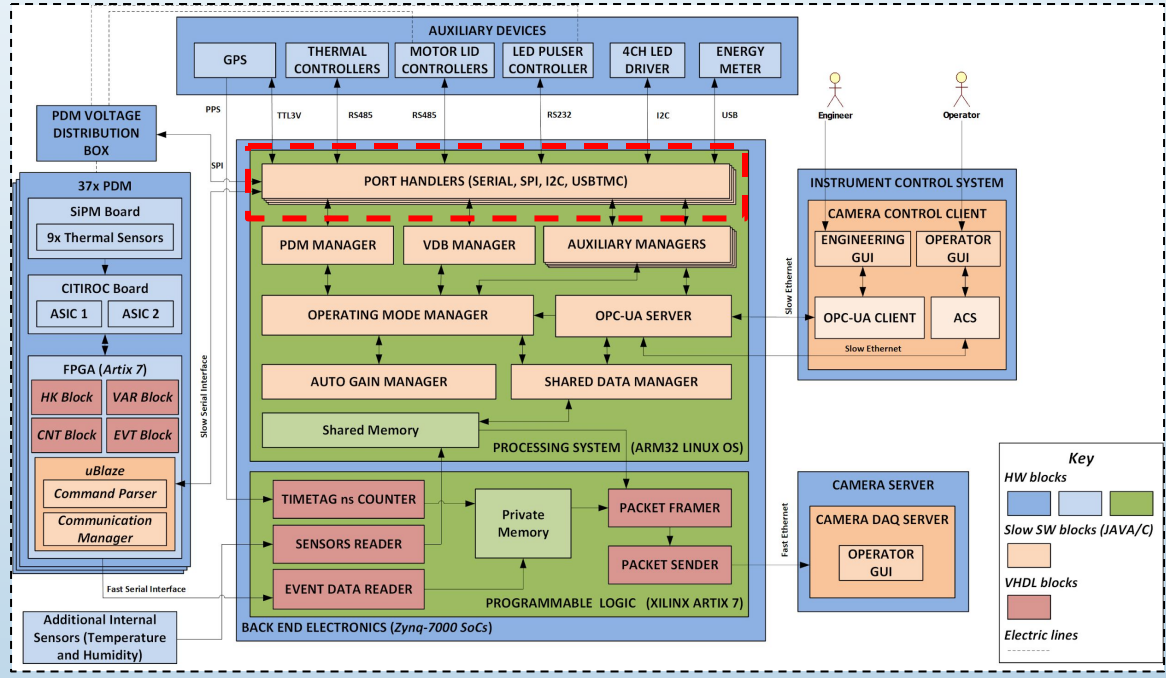 AUXILIARY DEVICES
GPS
THERMAL
CONTROLLERS
MOTOR LID
CONTROLLERS
LED PULSER
CONTROLLER
4CH LED
DRIVER
ENERGY
METER
PPS
TTL3V
RS485
RS485
RS232
I2C
USB
Engineer
Operator
PDM VOLTAGE
DISTRIBUTION
BOX
SPI
37x PDM
SiPM Board
9x Thermal Sensors
CITIROC Board
ASIC 1
ASIC 2
FPGA (Artix 7)
HK Block
VAR Block
CNT Block
EVT Block
uBlaze
Command Parser
Communication
Manager
Slow Serial Interface
Fast Serial Interface
Additional Internal
Sensors (Temperature
and Humidity)
PORT HANDLERS (SERIAL, SPI, I2C, USBTMC)
PDM MANAGER
VDB MANAGER
AUXILIARY MANAGERS
OPERATING MODE MANAGER
OPC-UA SERVER
AUTO GAIN MANAGER
SHARED DATA MANAGER
Shared Memory
PROCESSING SYSTEM (ARM32 LINUX OS)
TIMETAG ns COUNTER
SENSORS READER
EVENT DATA READER
Private
Memory
PACKET FRAMER
PACKET SENDER
PROGRAMMABLE LOGIC (XILINX ARTIX 7)
BACK END ELECTRONICS (Zynq-7000 SoCs)
Slow Ethernet
INSTRUMENT CONTROL SYSTEM
CAMERA CONTROL CLIENT
ENGINEERING
GUI
OPERATOR
GUI
OPC-UA CLIENT
ACS
Slow Ethernet
Fast Ethernet
CAMERA SERVER
CAMERA DAQ SERVER
OPERATOR
GUI
Key
HW blocks
Slow SW blocks (JAVA/C)
VHDL blocks
Electric lines